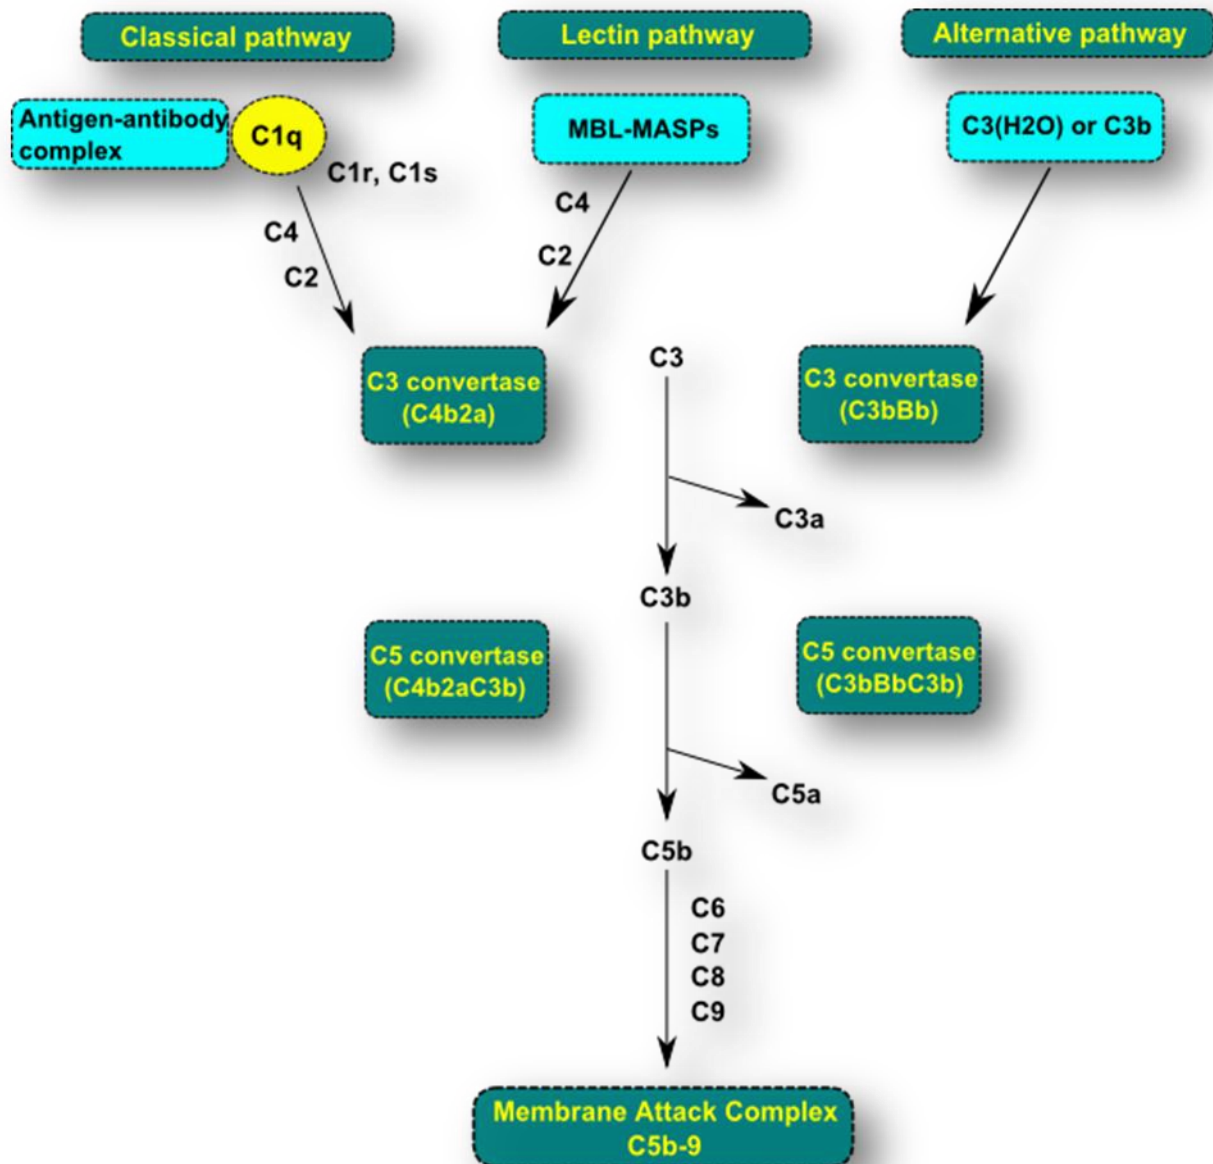 Classical pathway
Lectin pathway
Alternative pathway
Antigen-antibody
complex
C1q
C1r, C1s
MBL-MASPs
C3(H2O) or C3b
C4
C2
C4
C2
C3 convertase
(C4b2a)
C3
C3 convertase
(C3bBb)
C3a
C3b
C5 convertase
(C4b2aC3b)
C5 convertase
(C3bBbC3b)
C5a
C5b
C6
C7
C8
C9
Membrane Attack Complex
C5b-9